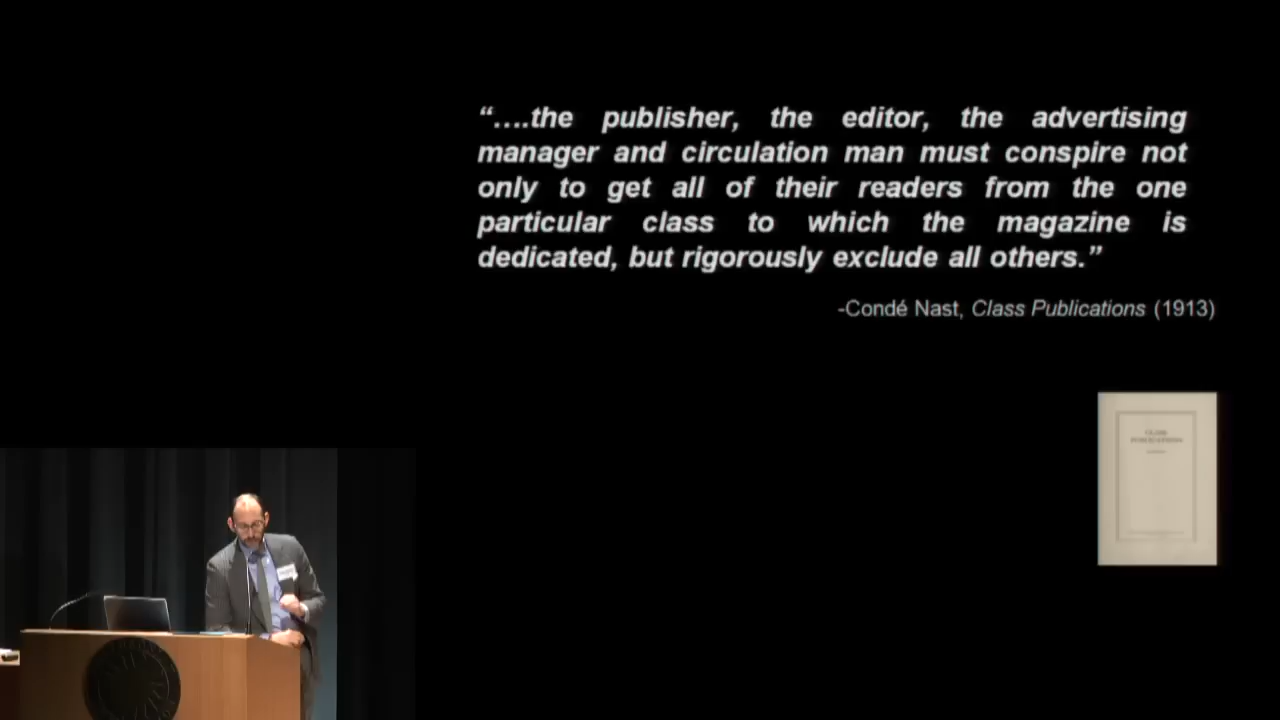 “….the publisher, the editor, the advertising
manager and circulation man must conspire not
only to get all of their readers from the one
particular class to which the magazine is
dedicated, but rigorously exclude all others.”
-Condé Nast, Class Publications (1913)
CLASS
PUBLICATIONS